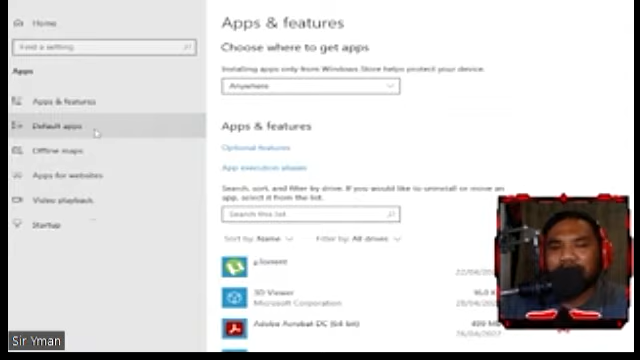 Home
Find a setting
Apps
Apps & features
Default apps
Offline maps
Apps for websites
Video playback
Startup
Apps & features
Choose where to get apps
Installing apps only from Windows Store helps protect your device.
Anywhere
Apps & features
Optional features
App execution aliases
Search, sort, and filter by drive. If you would like to uninstall or move an
app, select it from the list.
Search this list
Sort by: Name
Filter by: All drives
µTorrent
3D Viewer
Microsoft Corporation
Adobe Acrobat DC (64-bit)
Sir Yman